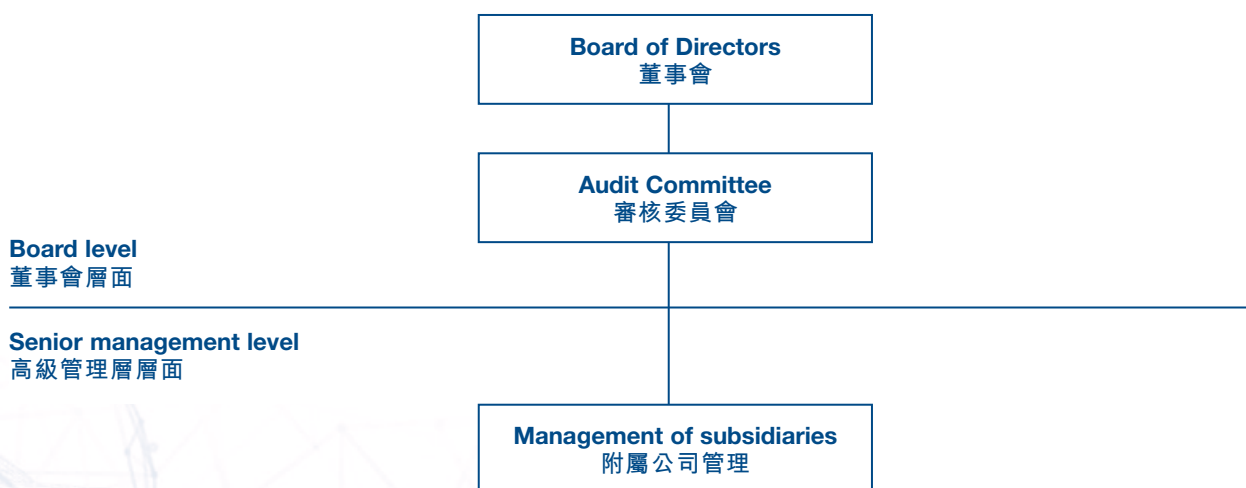 Board of Directors
董事會
Audit Committee
審核委員會
Board level
董事會層面
Senior management level
高級管理層層面
Management of subsidiaries
附屬公司管理